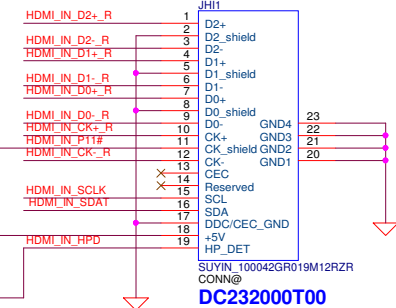 JHI1
HDMI_IN_D2+_R 1 D2+
2 D2_shield
HDMI_IN_D2-_R 3 D2-
HDMI_IN_D1+_R 4 D1+
5 D1_shield
HDMI_IN_D1-_R 6 D1-
HDMI_IN_D0+_R 7 D0+
8 D0_shield
HDMI_IN_D0-_R 9 D0- GND4 23
HDMI_IN_CK+_R 10 CK+ GND3 22
HDMI_IN_P11# 11 CK_shield GND2 21
HDMI_IN_CK-_R 12 CK- GND1 20
13 CEC
14 Reserved
HDMI_IN_SCLK 15 SCL
HDMI_IN_SDAT 16 SDA
17 DDC/CEC_GND
18 +5V
HDMI_IN_HPD 19 HP_DET
SUYIN_100042GR019M12RZR
CONN@
DC232000T00